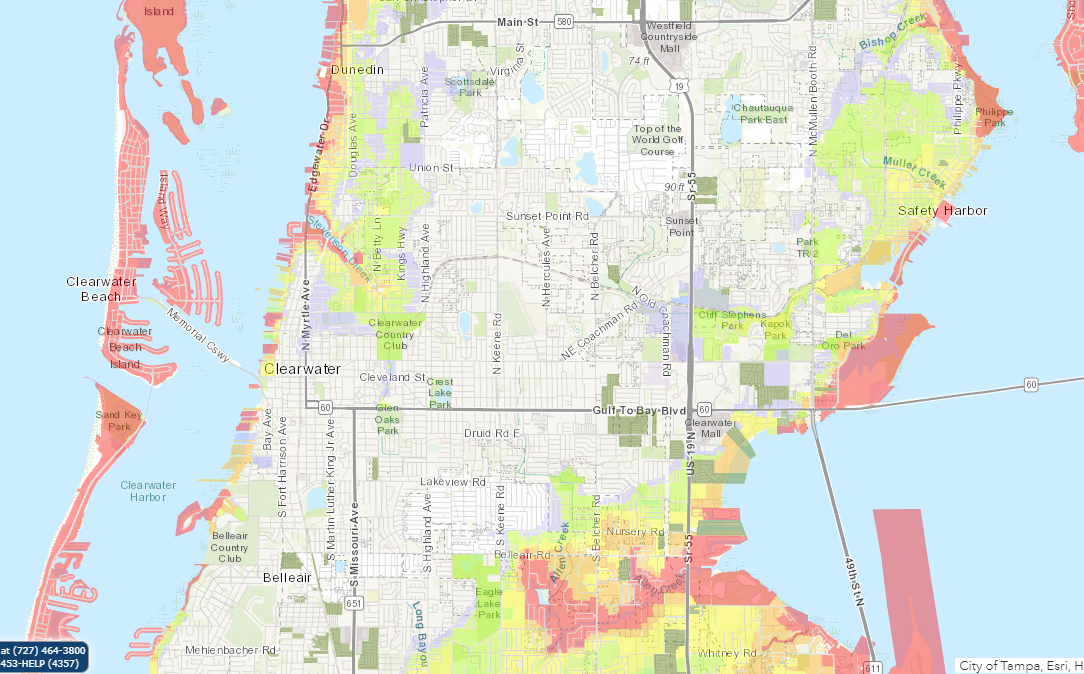 Island
Main St
580
Westfield
Countryside
Mall
Bishop Creek
Dunedin
Virginia St
74 ft
19
Scottsdale
Park
Patricia Ave
N McMullen Booth Rd
Philippe Pkwy
Chautauqua
Park East
Philippe
Park
Edgewater Dr
Douglas Ave
Top of the
World Golf
Course
Union St
Mullet Creek
90 ft
Sr 55
Island Way
Sunset Point Rd
Safety Harbor
Sunset
Point
Stevenson Creek
N Betty Ln
Kings Hwy
N Highland Ave
N Hercules Ave
N Belcher Rd
Park
TR 2
Clearwater
Beach
N Myrtle Ave
N Old
Coachman Rd
Memorial Cswy
Clearwater
Beach
Island
Clearwater
Country
Club
N Keene Rd
NE Coachman Rd
Cliff Stephens
Park
Kapok
Park
Del
Oro Park
Clearwater
Cleveland St
Crest
Lake
Park
60
Sand Key
Park
60
Glen
Oaks
Park
Gulf To Bay Blvd
60
Clearwater
Mall
Bay Ave
S Fort Harrison Ave
S Martin Luther King Jr Ave
Druid Rd E
US-19 N
Clearwater
Harbor
Lakeview Rd
S Missouri Ave
S Highland Ave
S Keene Rd
S Belcher Rd
Nursery Rd
Belleair
Country
Club
Belleair Rd
Allen Creek
Sr 55
Allen Creek
49th St N
Belleair
Eagle
Lake
Park
651
Long Bayou
Mehlenbacher Rd
Whitney Rd
611
at (727) 464-3800
453-HELP (4357)
City of Tampa, Esri, H